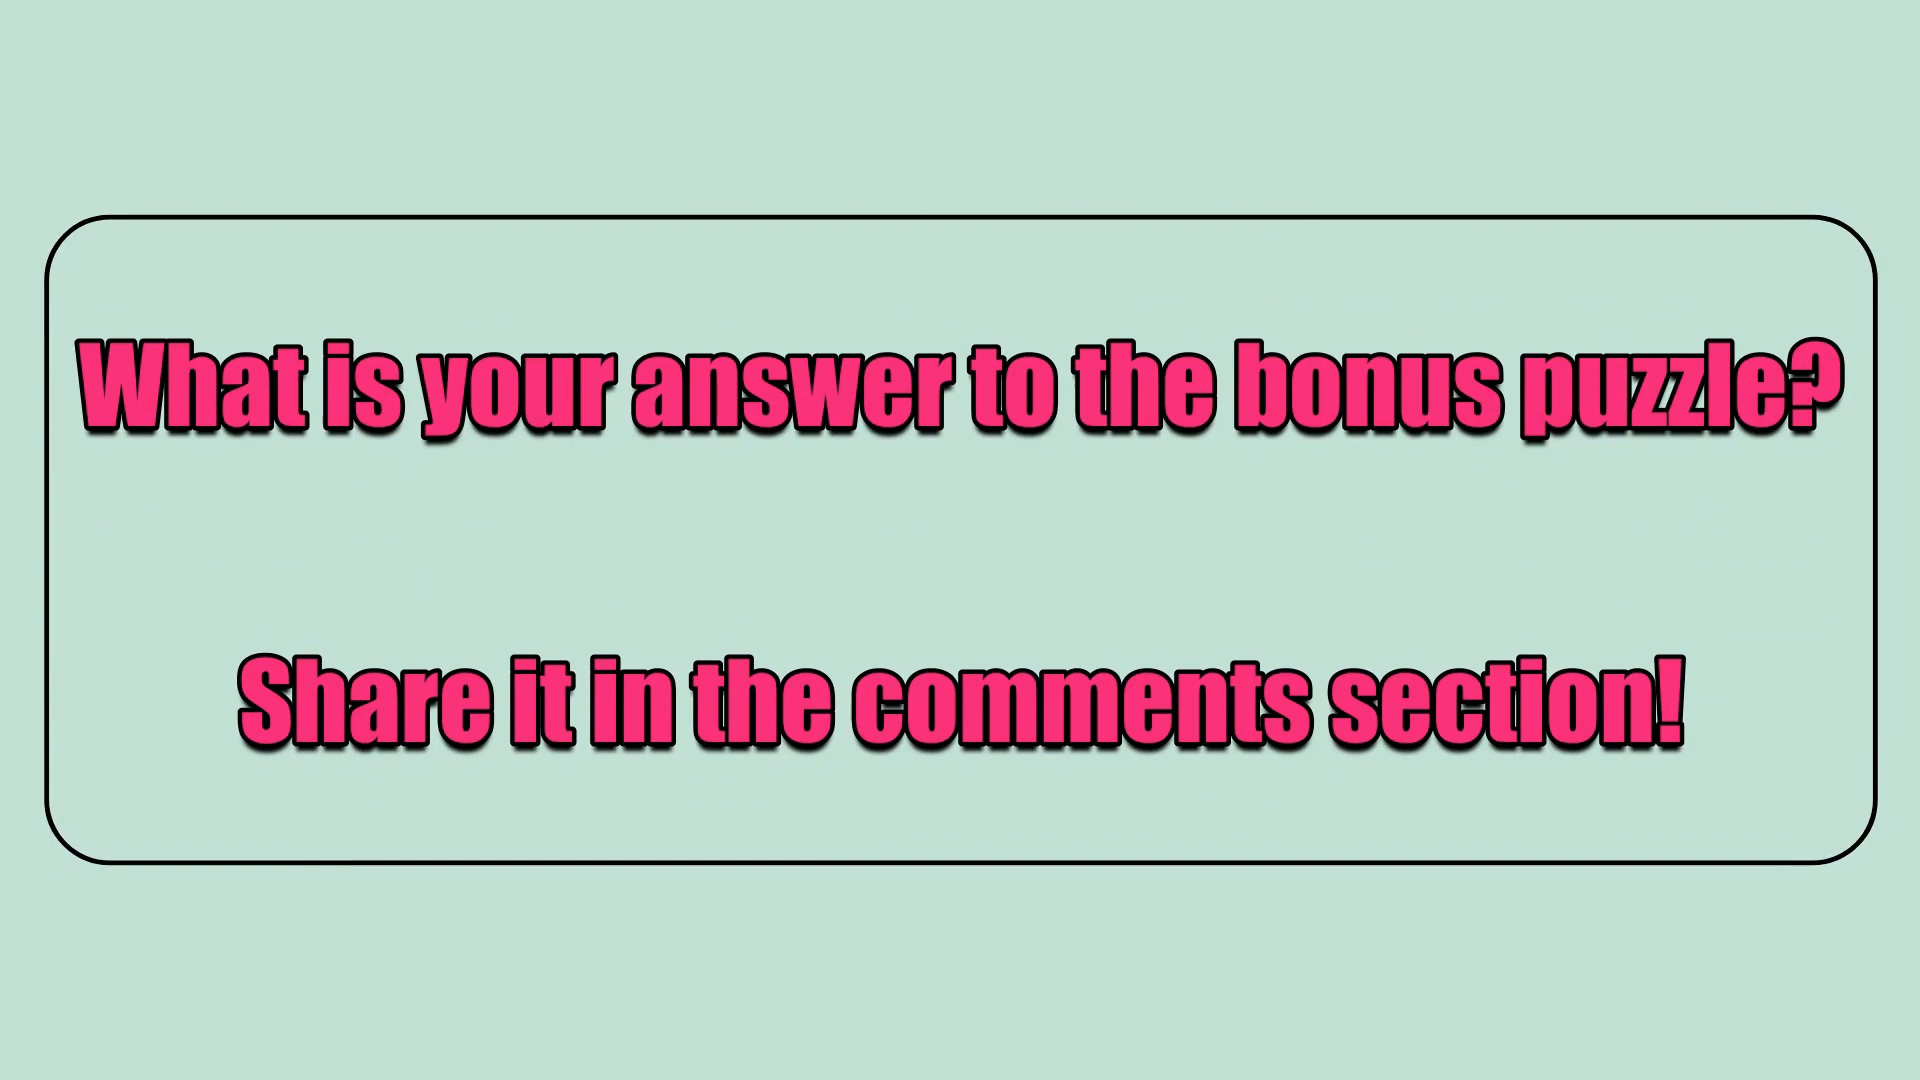 What is your answer to the bonus puzzle?
Share it in the comments section!